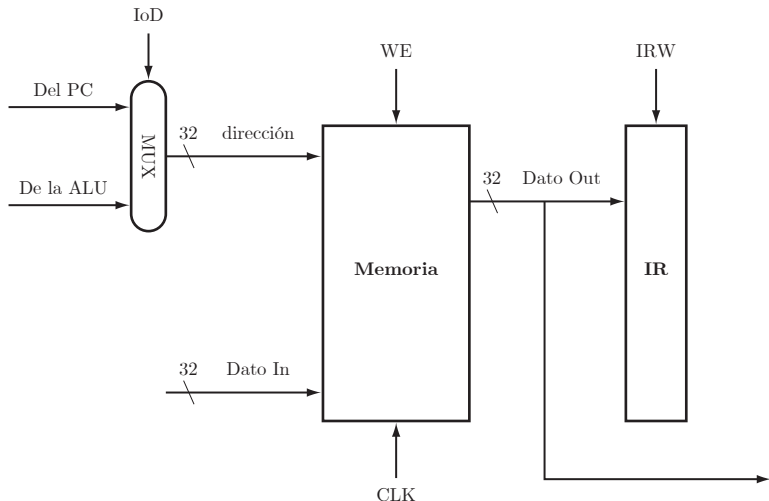 IoD
WE
IRW
Del PC
MUX
32 dirección
De la ALU
32 Dato Out
Memoria
IR
32 Dato In
CLK